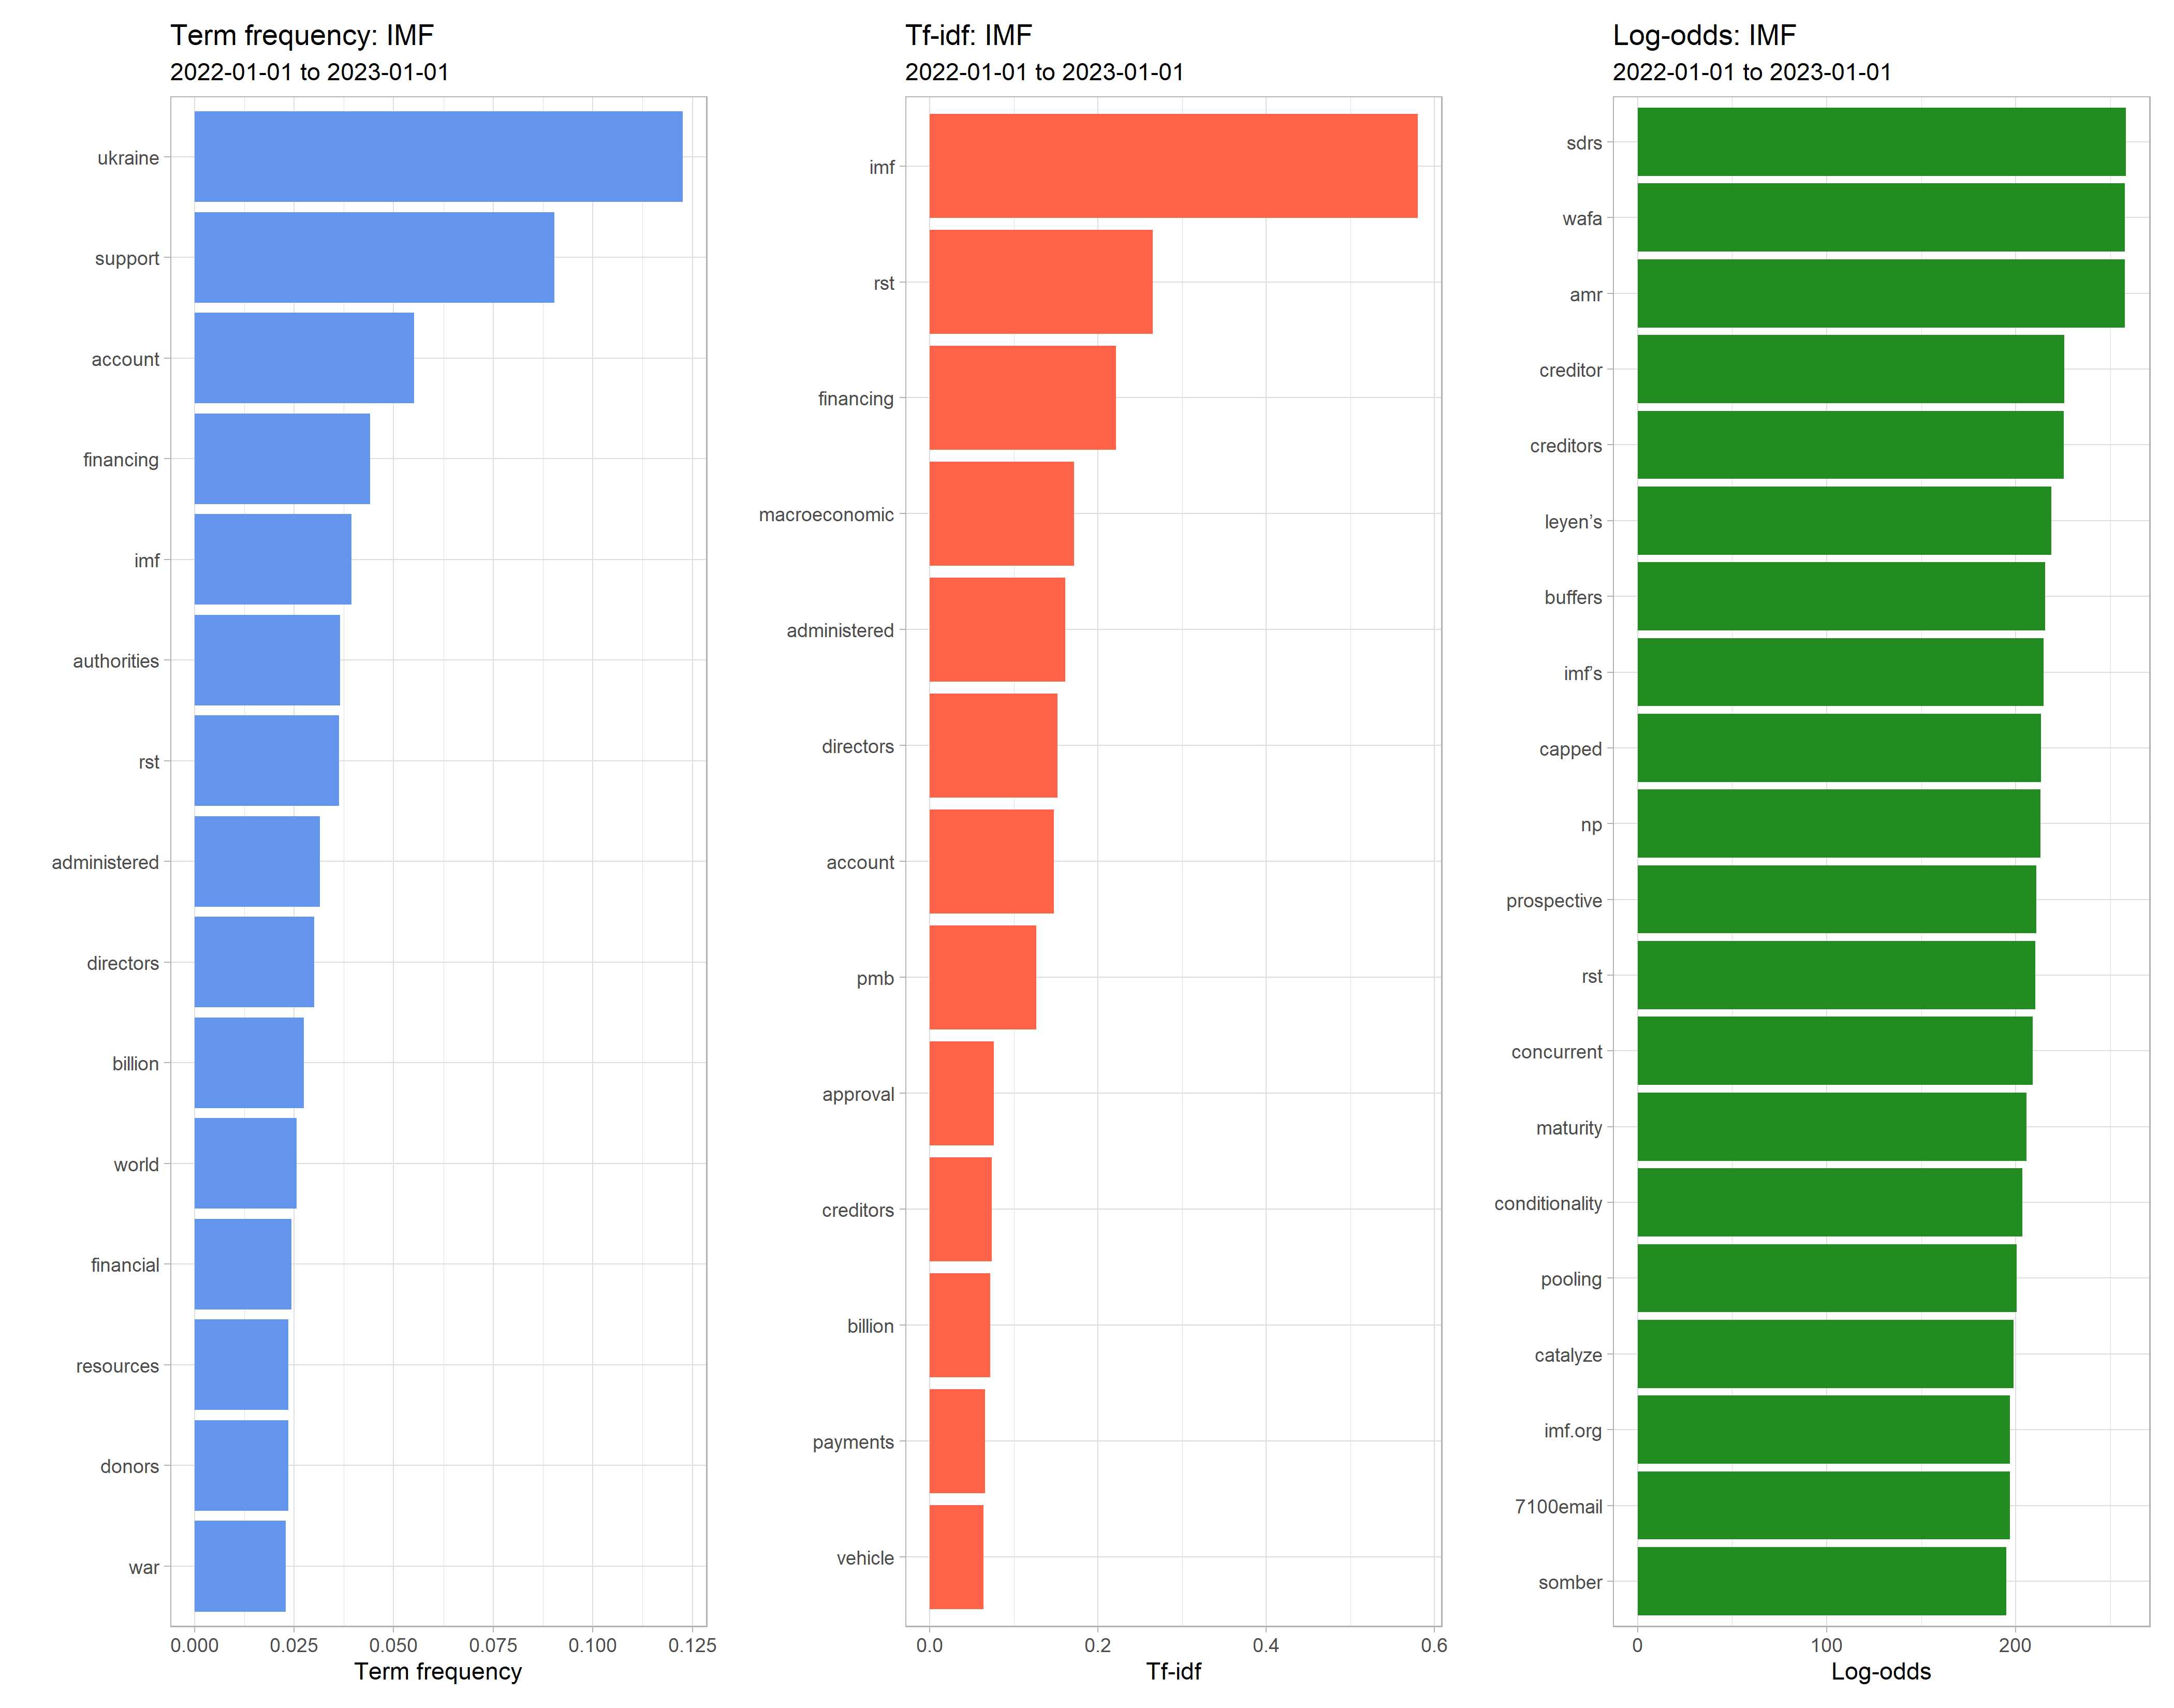 Term frequency: IMF
2022-01-01 to 2023-01-01
ukraine
support
account
financing
imf
authorities
rst
administered
directors
billion
world
financial
resources
donors
war
0.000 0.025 0.050 0.075 0.100 0.125
Term frequency
Tf-idf: IMF
2022-01-01 to 2023-01-01
imf
rst
financing
macroeconomic
administered
directors
account
pmb
approval
creditors
billion
payments
vehicle
0.0 0.2 0.4 0.6
Tf-idf
Log-odds: IMF
2022-01-01 to 2023-01-01
sdrs
wafa
amr
creditor
creditors
leyen’s
buffers
imf’s
capped
np
prospective
rst
concurrent
maturity
conditionality
pooling
catalyze
imf.org
7100email
somber
0 100 200
Log-odds